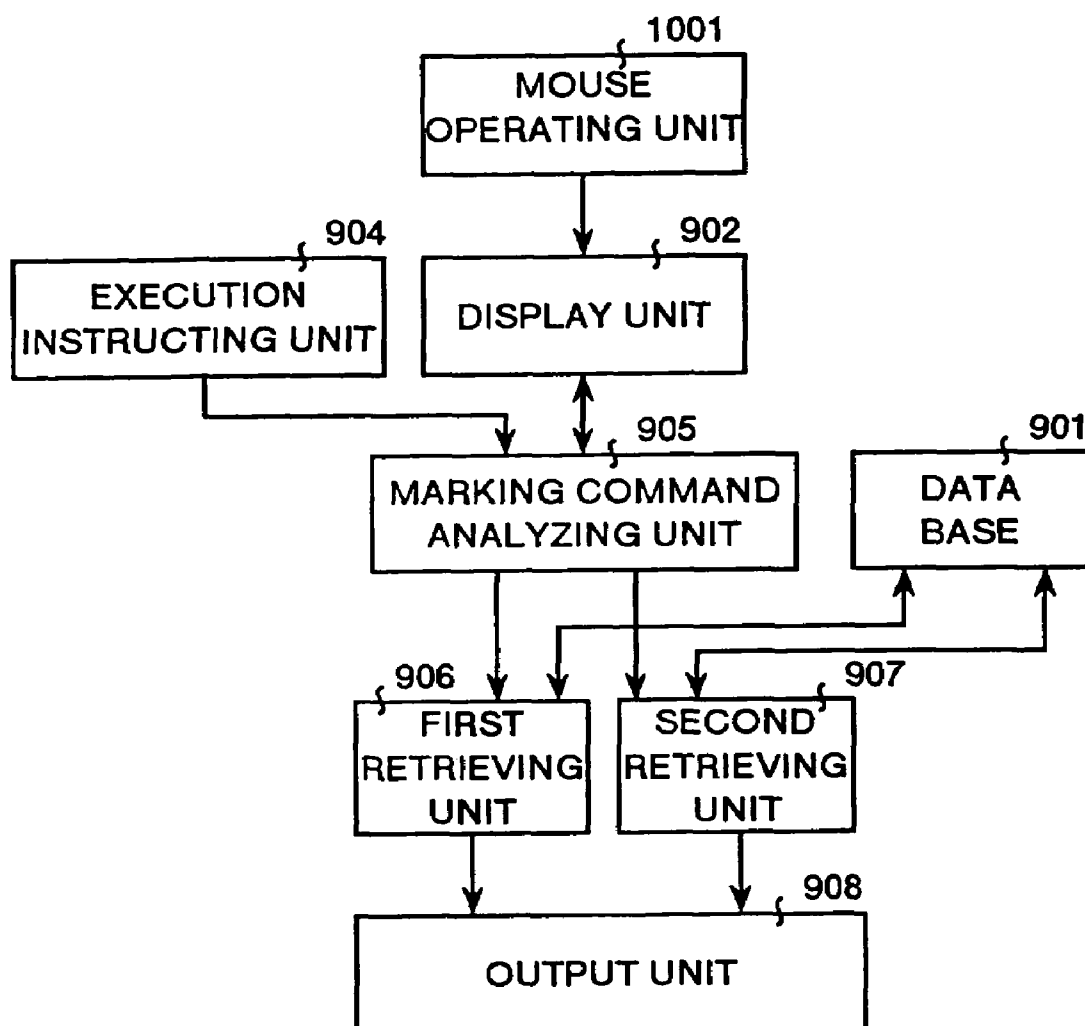 1001
MOUSE
OPERATING UNIT
904
902
EXECUTION
INSTRUCTING UNIT
DISPLAY UNIT
905
901
MARKING COMMAND
ANALYZING UNIT
DATA
BASE
906
907
FIRST
RETRIEVING
UNIT
SECOND
RETRIEVING
UNIT
908
OUTPUT UNIT